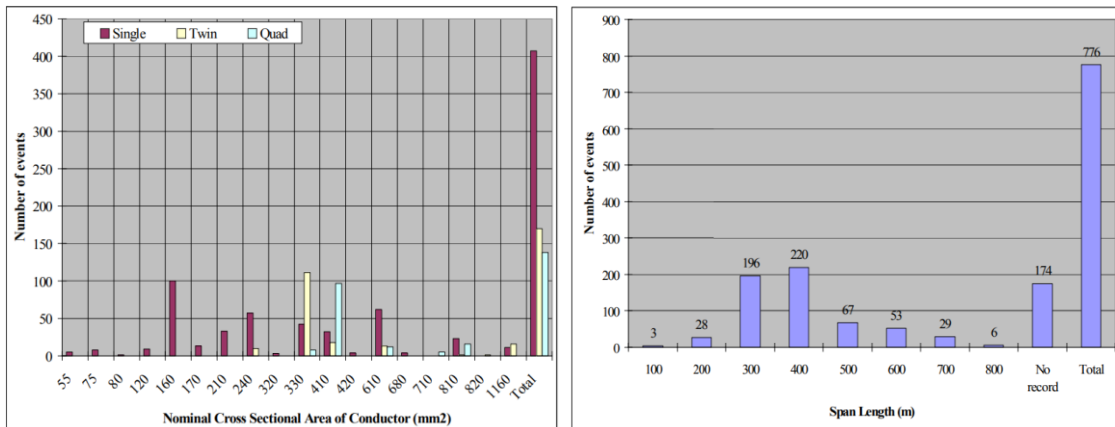 450
400
350
300
250
200
150
100
50
0
Single Twin Quad
Number of events
55 75 80 120 160 170 210 240 320 330 410 420 610 680 710 810 820 1160 Total
Nominal Cross Sectional Area of Conductor (mm2)
900
800
700
600
500
400
300
200
100
0
Number of events
3 28 196 220 67 53 29 6 174 776
100 200 300 400 500 600 700 800 No Total
record
Span Length (m)